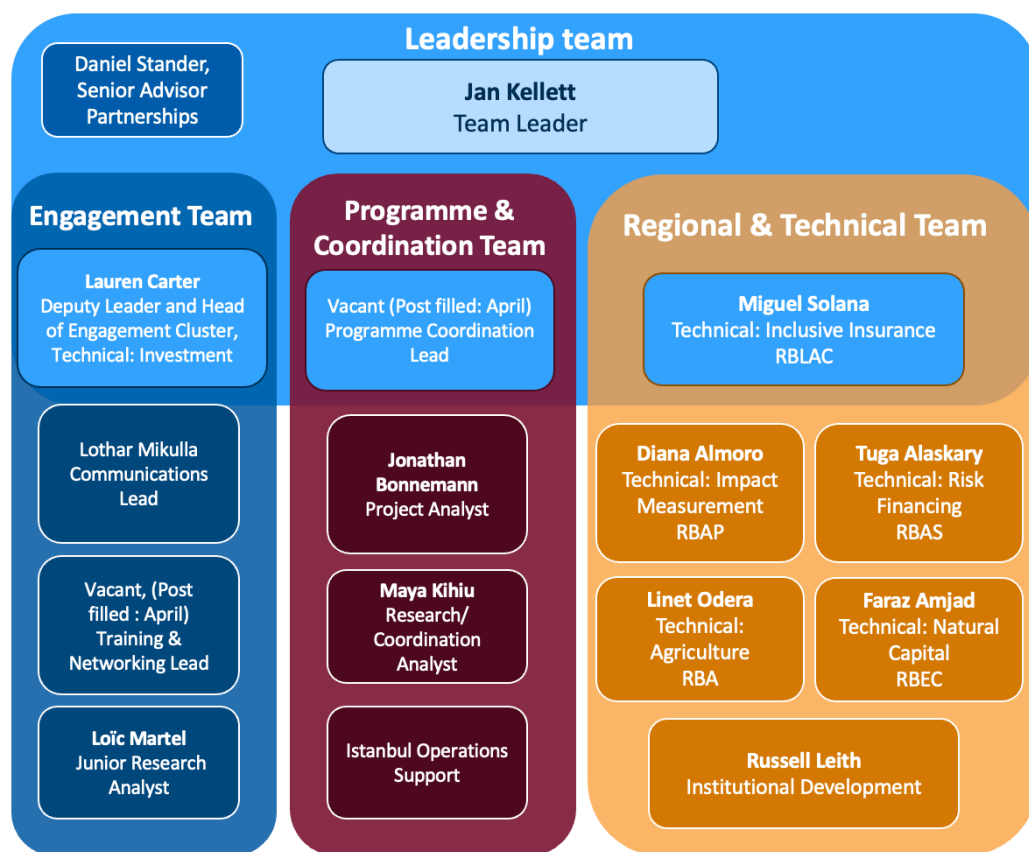 Leadership team
Daniel Stander,
Senior Advisor
Partnerships
Jan Kellett
Team Leader
Engagement Team
Lauren Carter
Deputy Leader and Head
of Engagement Cluster,
Technical: Investment
Lothar Mikulla
Communications
Lead
Vacant, (Post
filled : April)
Training &
Networking Lead
Loïc Martel
Junior Research
Analyst
Programme &
Coordination Team
Vacant (Post filled: April)
Programme Coordination
Lead
Jonathan
Bonnemann
Project Analyst
Maya Kihiu
Research/
Coordination
Analyst
Istanbul Operations
Support
Regional & Technical Team
Miguel Solana
Technical: Inclusive Insurance
RBLAC
Diana Almoro
Technical: Impact
Measurement
RBAP
Tuga Alaskary
Technical: Risk
Financing
RBAS
Linet Odera
Technical:
Agriculture
RBA
Faraz Amjad
Technical: Natural
Capital
RBEC
Russell Leith
Institutional Development